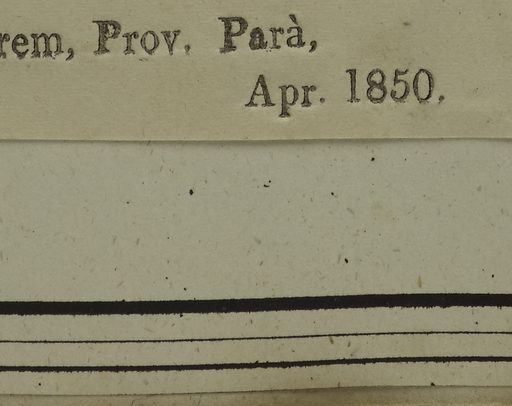 rem, Prov. Parà,
Apr. 1850.